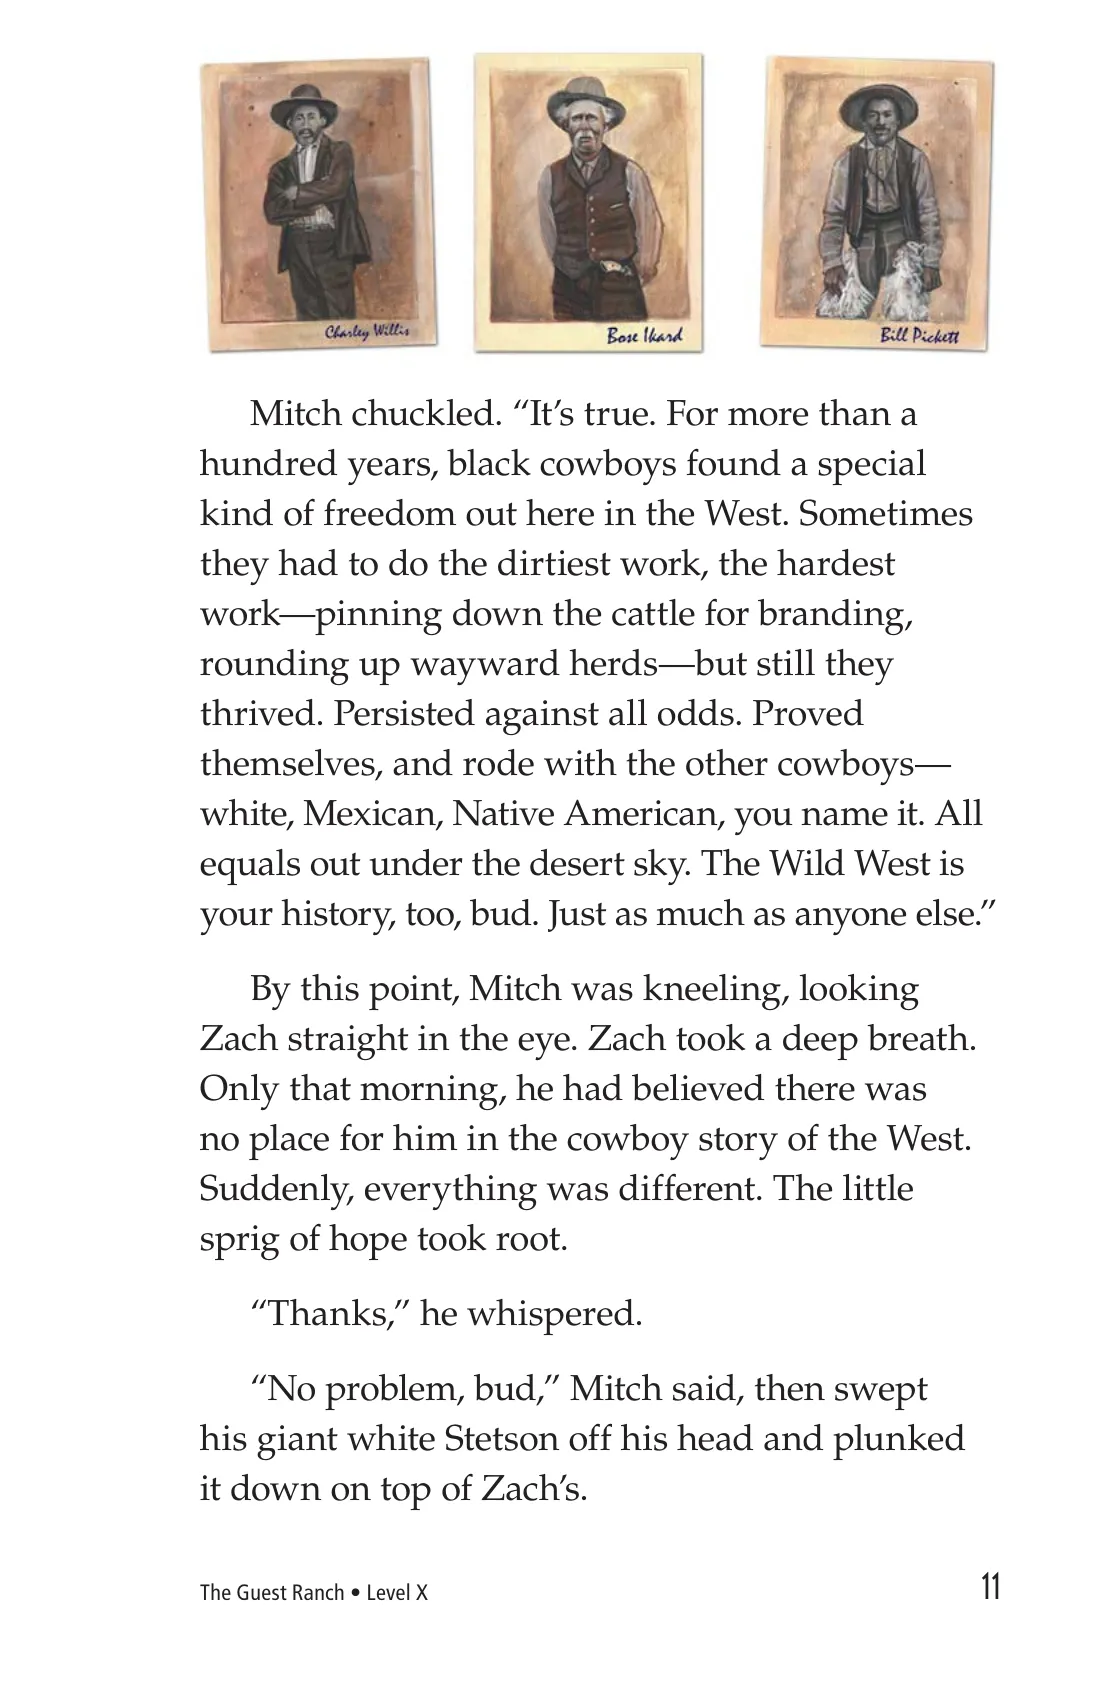 Charley Willis
Bose Ikard
Bill Pickett
Mitch chuckled. “It’s true. For more than a
hundred years, black cowboys found a special
kind of freedom out here in the West. Sometimes
they had to do the dirtiest work, the hardest
work—pinning down the cattle for branding,
rounding up wayward herds—but still they
thrived. Persisted against all odds. Proved
themselves, and rode with the other cowboys—
white, Mexican, Native American, you name it. All
equals out under the desert sky. The Wild West is
your history, too, bud. Just as much as anyone else.”
By this point, Mitch was kneeling, looking
Zach straight in the eye. Zach took a deep breath.
Only that morning, he had believed there was
no place for him in the cowboy story of the West.
Suddenly, everything was different. The little
sprig of hope took root.
“Thanks,” he whispered.
“No problem, bud,” Mitch said, then swept
his giant white Stetson off his head and plunked
it down on top of Zach’s.
The Guest Ranch • Level X
11